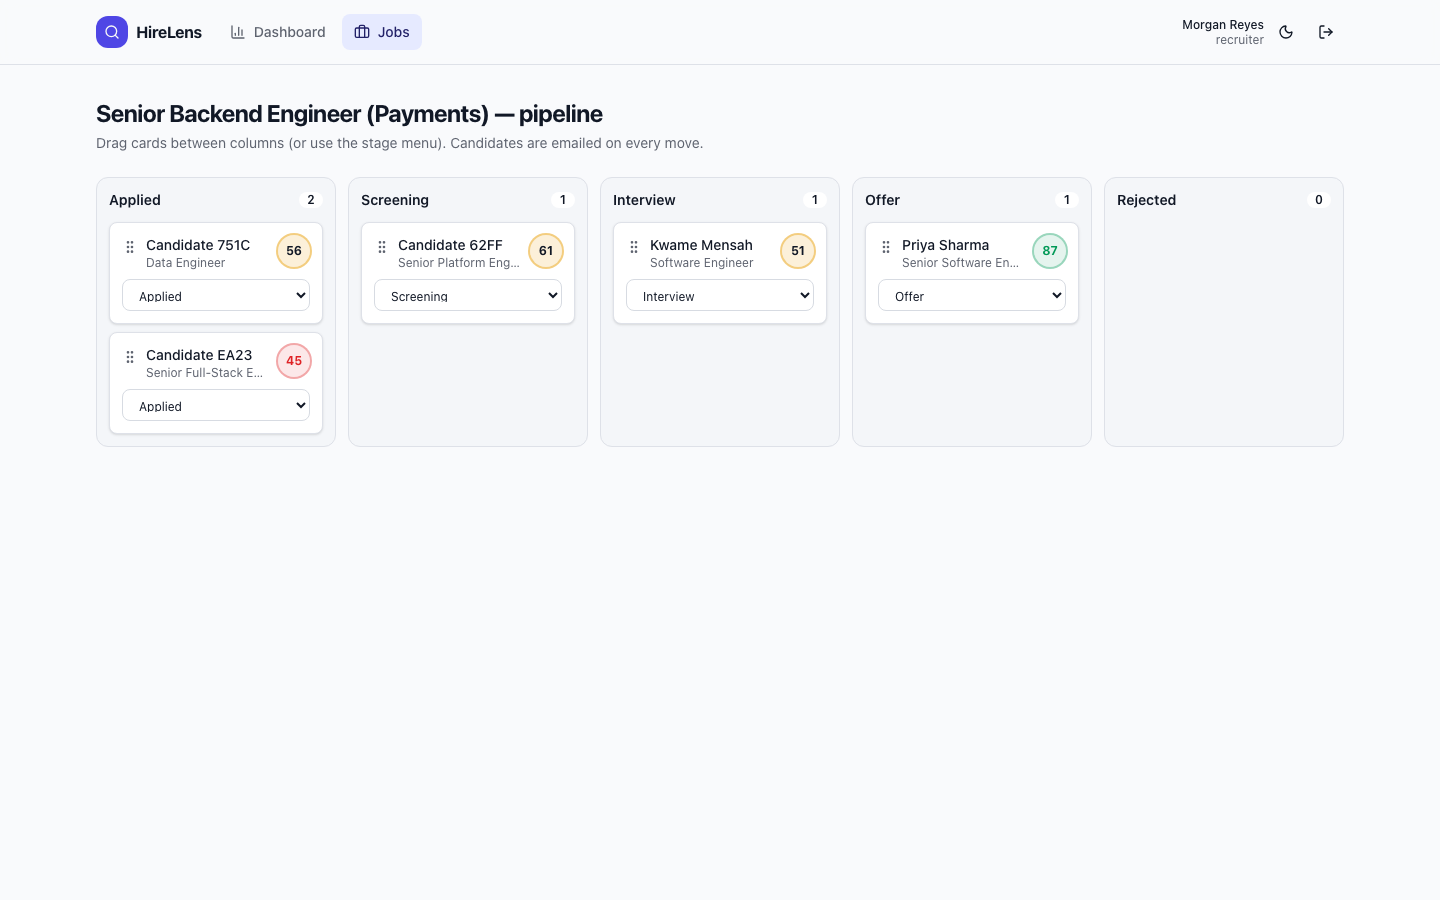 HireLens
Dashboard
Jobs
Morgan Reyes
recruiter
Senior Backend Engineer (Payments) — pipeline
Drag cards between columns (or use the stage menu). Candidates are emailed on every move.
Applied 2
Candidate 751C
Data Engineer
56
Applied
Candidate EA23
Senior Full-Stack E...
45
Applied
Screening 1
Candidate 62FF
Senior Platform Eng...
61
Screening
Interview 1
Kwame Mensah
Software Engineer
51
Interview
Offer 1
Priya Sharma
Senior Software En...
87
Offer
Rejected 0